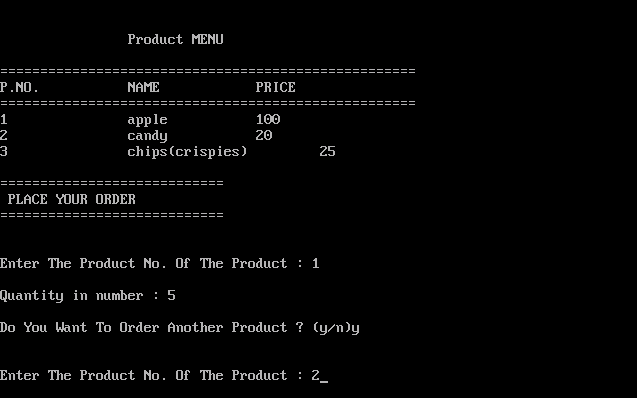 Product MENU
====================================================
P.NO. NAME PRICE
====================================================
1 apple 100
2 candy 20
3 chips(crispies) 25
============================
PLACE YOUR ORDER
============================
Enter The Product No. Of The Product : 1
Quantity in number : 5
Do You Want To Order Another Product ? (y/n)y
Enter The Product No. Of The Product : 2_